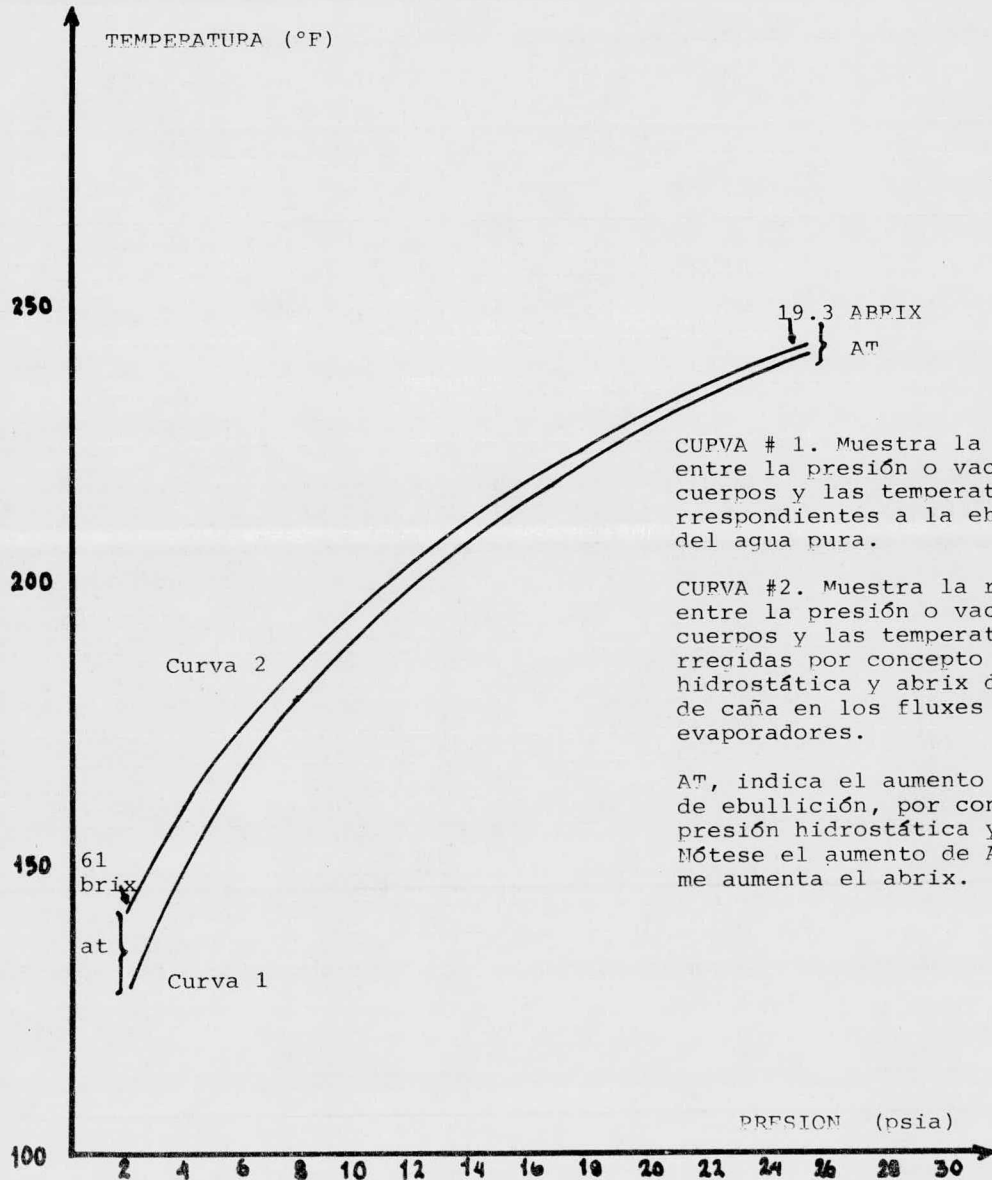 TEMPERATURA (°F)
250
19.3 ABRIX
AT
CURVA # 1. Muestra la
entre la presión o vac
cuerpos y las temperat
rrespondientes a la eb
del agua pura.
200
CURVA #2. Muestra la r
entre la presión o vac
cuerpos y las temperat
rregidas por concepto
hidrostática y abrix d
de caña en los fluxes
evaporadores.
Curva 2
AT, indica el aumento
de ebullición, por con
presión hidrostática y
Nótese el aumento de A
me aumenta el abrix.
150
61
brix
at
Curva 1
PRESION (psia)
100
2 4 6 8 10 12 14 16 18 20 22 24 26 28 30